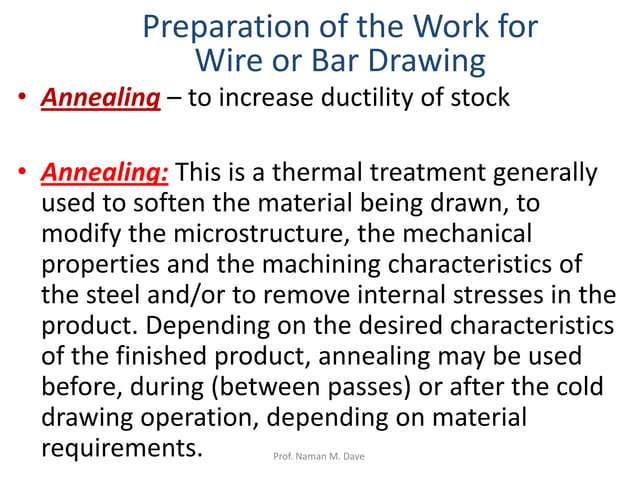 Preparation of the Work for
Wire or Bar Drawing
• Annealing – to increase ductility of stock
• Annealing: This is a thermal treatment generally
used to soften the material being drawn, to
modify the microstructure, the mechanical
properties and the machining characteristics of
the steel and/or to remove internal stresses in the
product. Depending on the desired characteristics
of the finished product, annealing may be used
before, during (between passes) or after the cold
drawing operation, depending on material
requirements.
Prof. Naman M. Dave